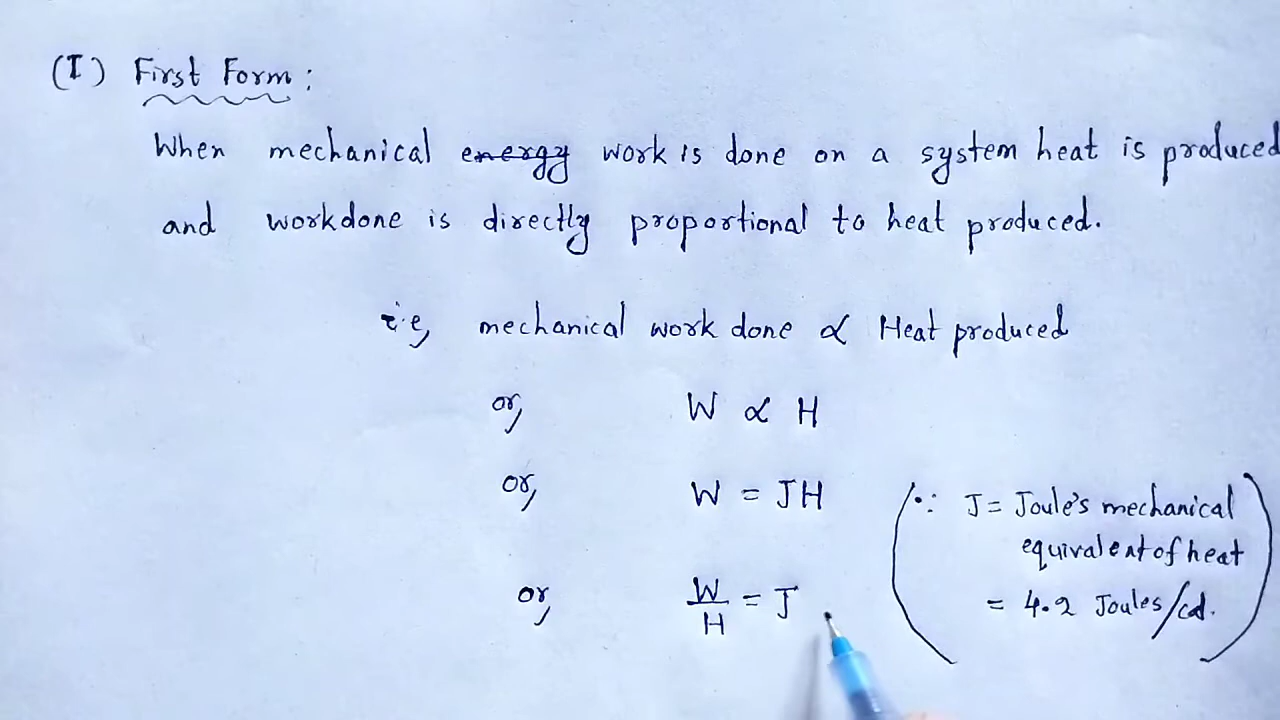 (I) First Form:
When mechanical energy work is done on a system heat is produced
and workdone is directly proportional to heat produced.
i.e, mechanical work done ∝ Heat produced
or, W ∝ H
or, W = JH
(∵ J = Joule's mechanical
equivalent of heat
= 4.2 Joules/cal.)
or, W/H = J